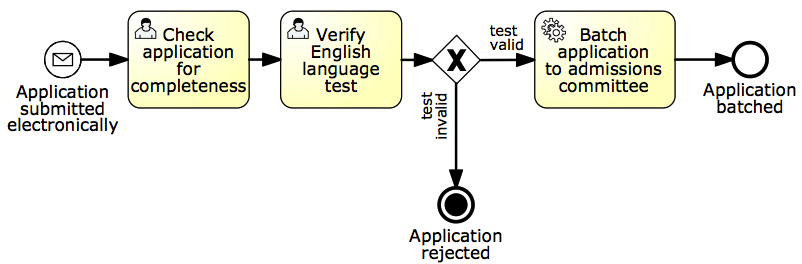 Application
submitted
electronically
Check
application
for
completeness
Verify
English
language
test
test
valid
test
invalid
Application
rejected
Batch
application
to admissions
committee
Application
batched